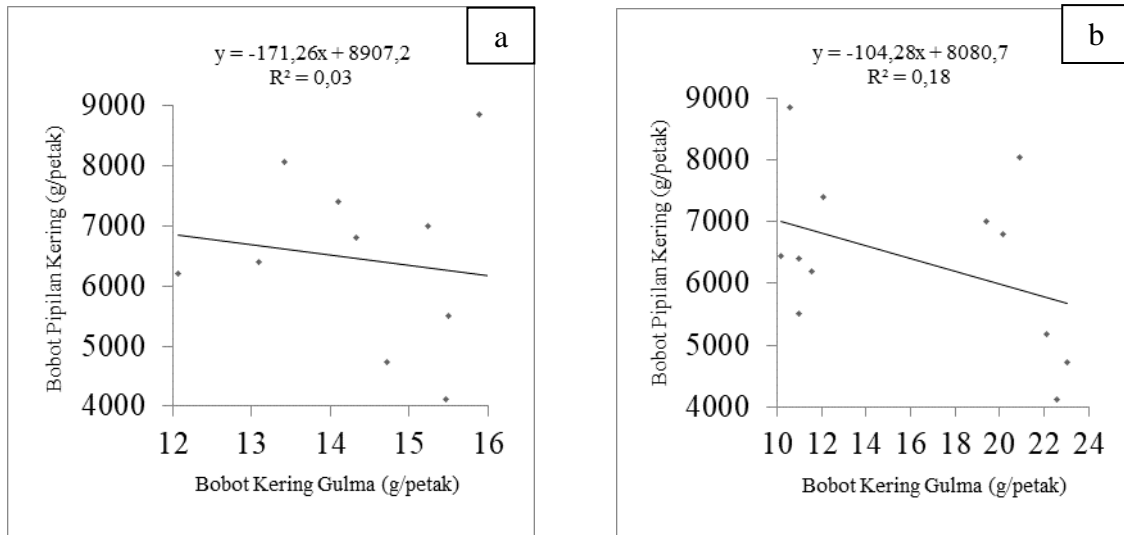 a
y = -171,26x + 8907,2
R² = 0,03
9000
8000
7000
6000
5000
4000
Bobot Pipilan Kering (g/petak)
12 13 14 15 16
Bobot Kering Gulma (g/petak)
b
y = -104,28x + 8080,7
R² = 0,18
9000
8000
7000
6000
5000
4000
Bobot Pipilan Kering (g/petak)
10 12 14 16 18 20 22 24
Bobot Kering Gulma (g/petak)